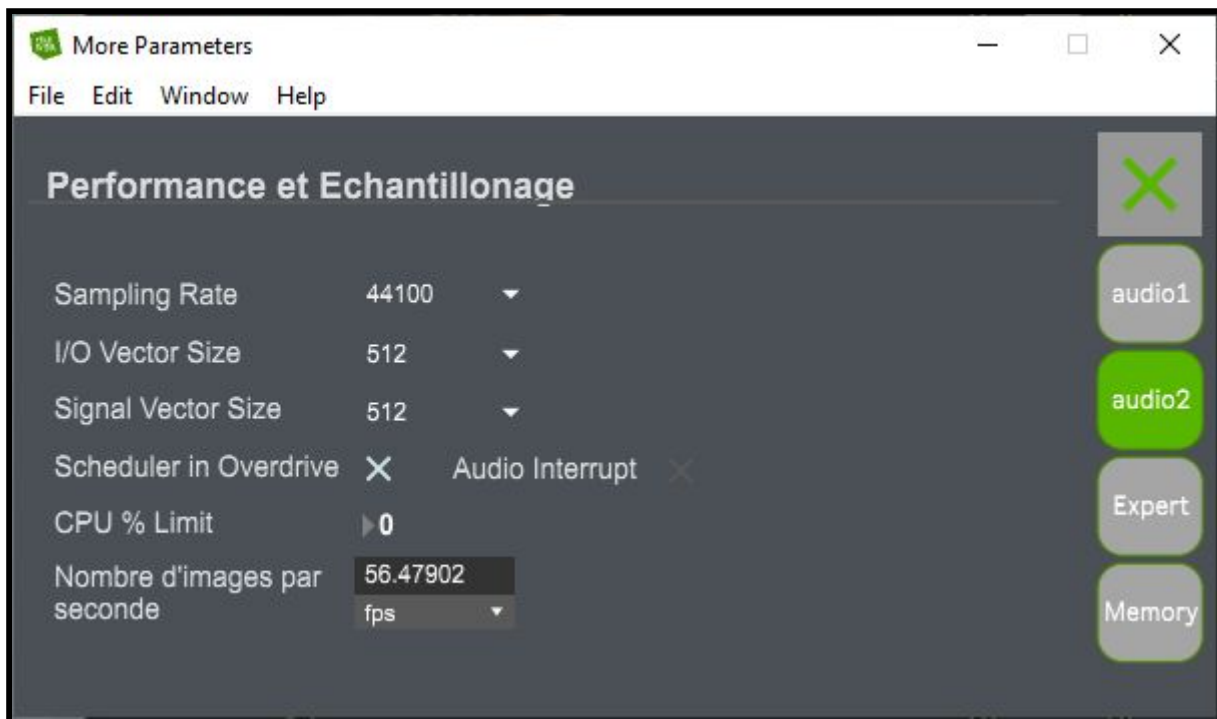 More Parameters
File Edit Window Help
Performance et Echantillonage
Sampling Rate 44100
audio1
I/O Vector Size 512
Signal Vector Size 512
audio2
Scheduler in Overdrive Audio Interrupt
CPU % Limit 0
Expert
Nombre d'images par
seconde
56.47902
fps
Memory